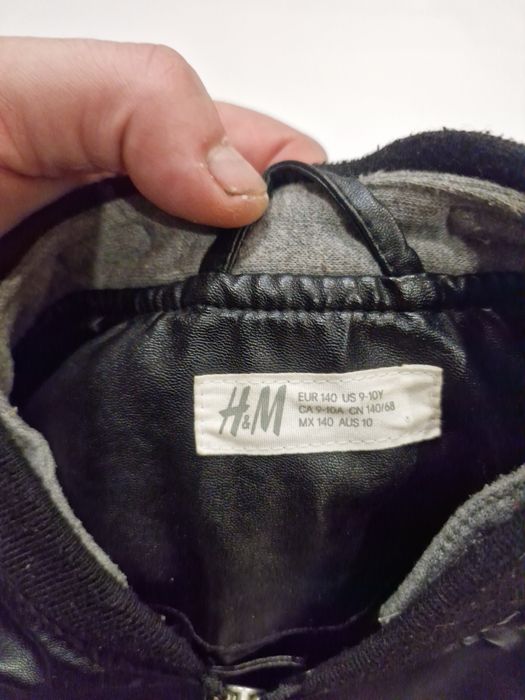 H&M
EUR 140 US 9-10Y
CA 9-10A CN 140/68
MX 140 AUS 10